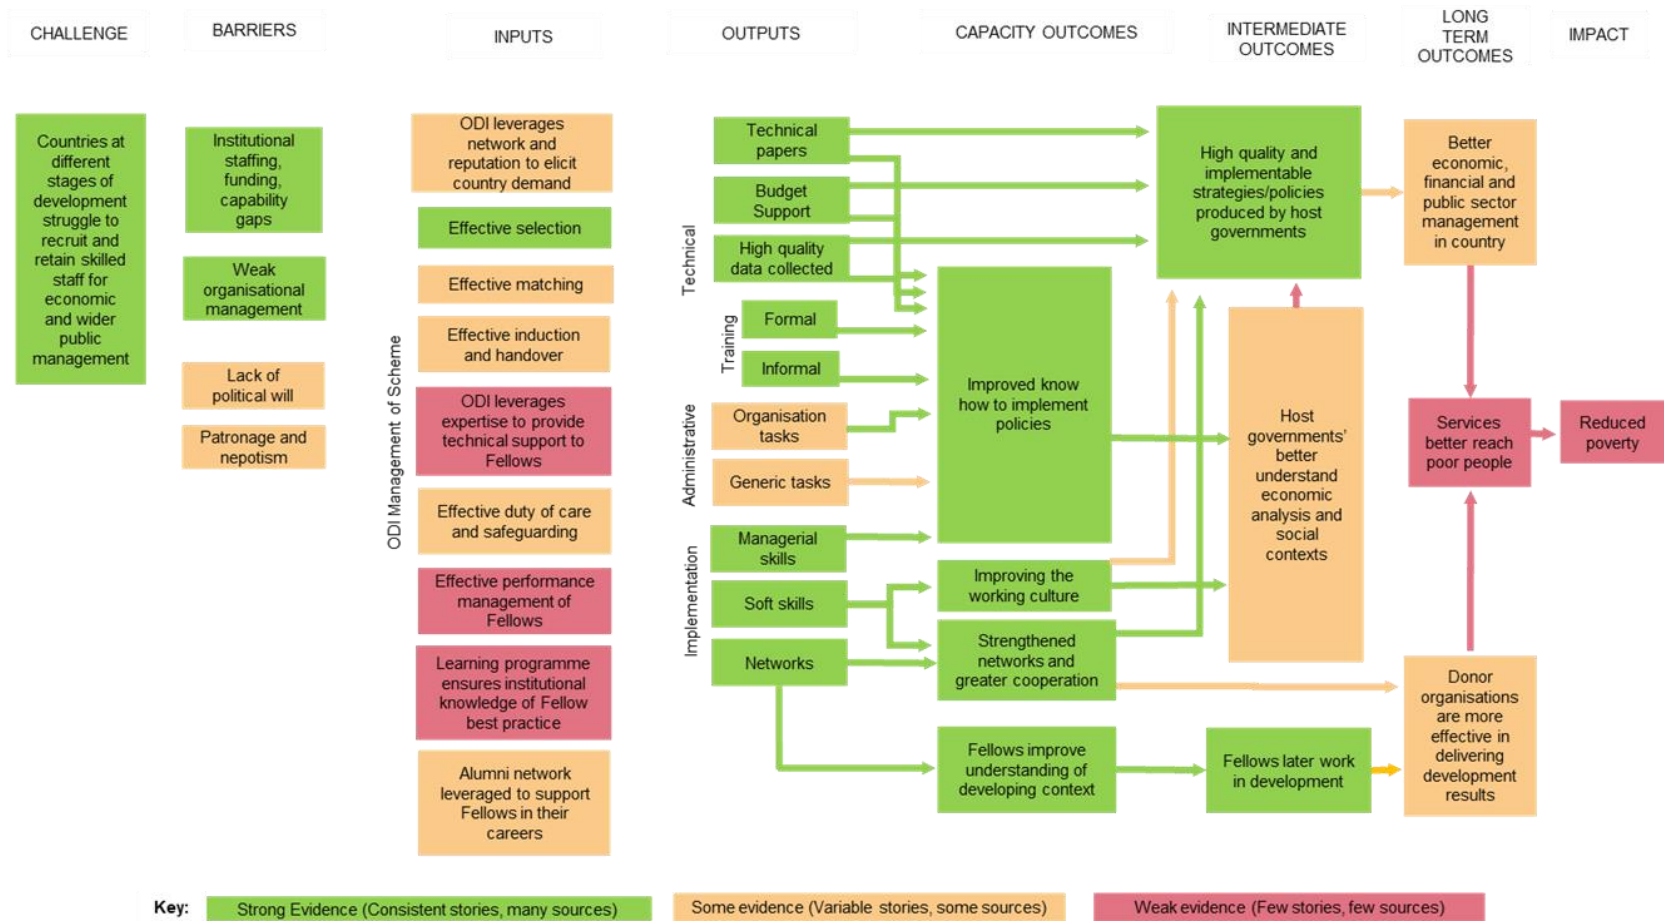 CHALLENGE
BARRIERS
INPUTS
OUTPUTS
CAPACITY OUTCOMES
INTERMEDIATE
OUTCOMES
LONG
TERM
OUTCOMES
IMPACT
Countries at
different
stages of
development
struggle to
recruit and
retain skilled
staff for
economic
and wider
public
management
Institutional
staffing,
funding,
capability
gaps
Weak
organisational
management
Lack of
political will
Patronage and
nepotism
ODI Management of Scheme
ODI leverages
network and
reputation to elicit
country demand
Effective selection
Effective matching
Effective induction
and handover
ODI leverages
expertise to provide
technical support to
Fellows
Effective duty of care
and safeguarding
Effective performance
management of
Fellows
Learning programme
ensures institutional
knowledge of Fellow
best practice
Alumni network
leveraged to support
Fellows in their
careers
Technical
Technical
papers
Budget
Support
High quality
data collected
Training
Formal
Informal
Administrative
Organisation
tasks
Generic tasks
Implementation
Managerial
skills
Soft skills
Networks
Improved know
how to implement
policies
Improving the
working culture
Strengthened
networks and
greater cooperation
Fellows improve
understanding of
developing context
High quality and
implementable
strategies/policies
produced by host
governments
Host
governments’
better
understand
economic
analysis and
social
contexts
Fellows later work
in development
Better
economic,
financial and
public sector
management
in country
Services
better reach
poor people
Donor
organisations
are more
effective in
delivering
development
results
Reduced
poverty
Key:
Strong Evidence (Consistent stories, many sources)
Some evidence (Variable stories, some sources)
Weak evidence (Few stories, few sources)